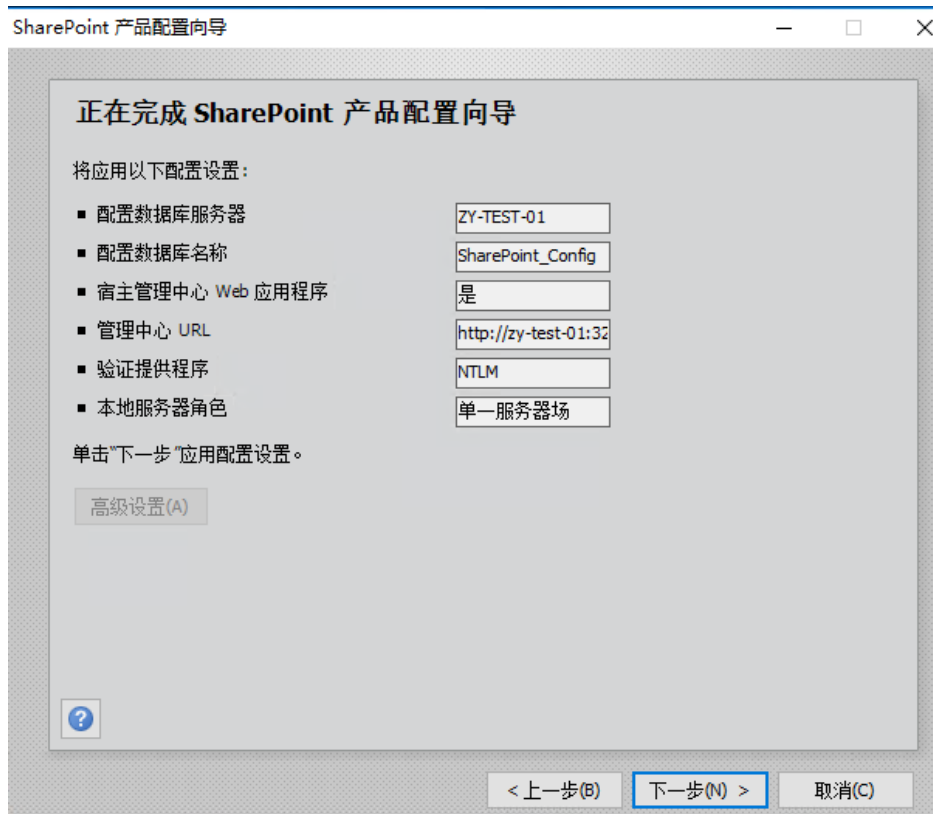 SharePoint 产品配置向导
正在完成 SharePoint 产品配置向导
将应用以下配置设置:
■ 配置数据库服务器 ZY-TEST-01
■ 配置数据库名称 SharePoint_Config
■ 宿主管理中心 Web 应用程序 是
■ 管理中心 URL http://zy-test-01:32
■ 验证提供程序 NTLM
■ 本地服务器角色 单一服务器场
单击"下一步"应用配置设置。
高级设置(A)
?
< 上一步(B) 下一步(N) > 取消(C)